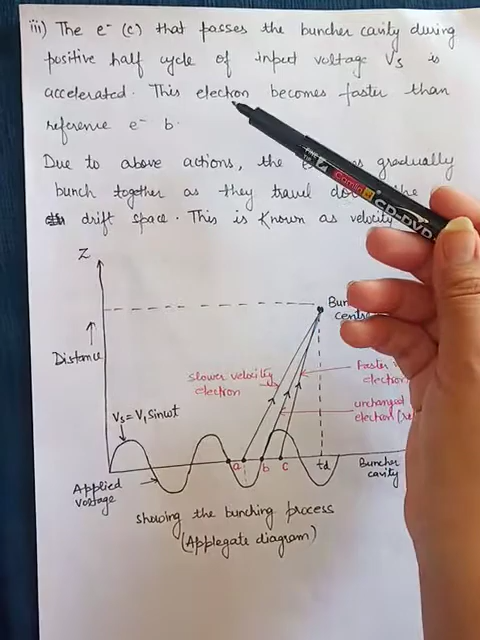 iii) The e⁻ (c) that passes the buncher cavity during
positive half cycle of input voltage Vs is
accelerated. This electron becomes faster than
reference e⁻ b.
Due to above actions, the gradually
bunch together as they travel the
drift space. This is known as velocity
Z
Distance
Vs = V₁ sinωt
Applied
voltage
slower velocity
electron
faster
electron
unchanged
electron
a b c td
Buncher
cavity
showing the bunching process
(Applegate diagram)
Camlin
CD-DVD